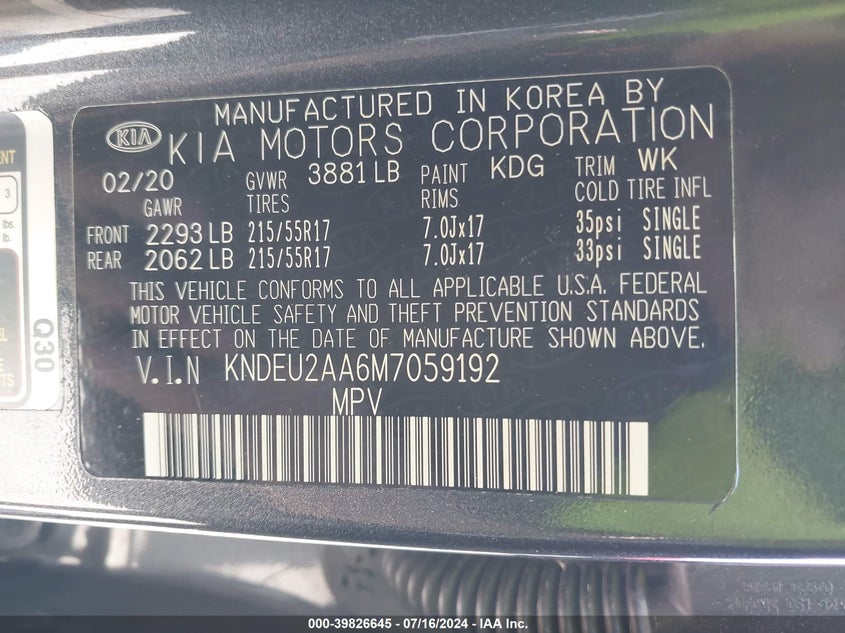 MANUFACTURED IN KOREA BY
KIA KIA MOTORS CORPORATION
02/20 GVWR 3881 LB PAINT KDG TRIM WK
GAWR TIRES RIMS COLD TIRE INFL
FRONT 2293 LB 215/55R17 7.0Jx17 35psi SINGLE
REAR 2062 LB 215/55R17 7.0Jx17 33psi SINGLE
THIS VEHICLE CONFORMS TO ALL APPLICABLE U.S.A. FEDERAL
MOTOR VEHICLE SAFETY AND THEFT PREVENTION STANDARDS
IN EFFECT ON THE DATE OF MANUFACTURE SHOWN ABOVE.
V.I.N KNDEU2AA6M7059192
MPV
3
lbs.
lb.
Q30
000-39826645 - 07/16/2024 - IAA Inc.